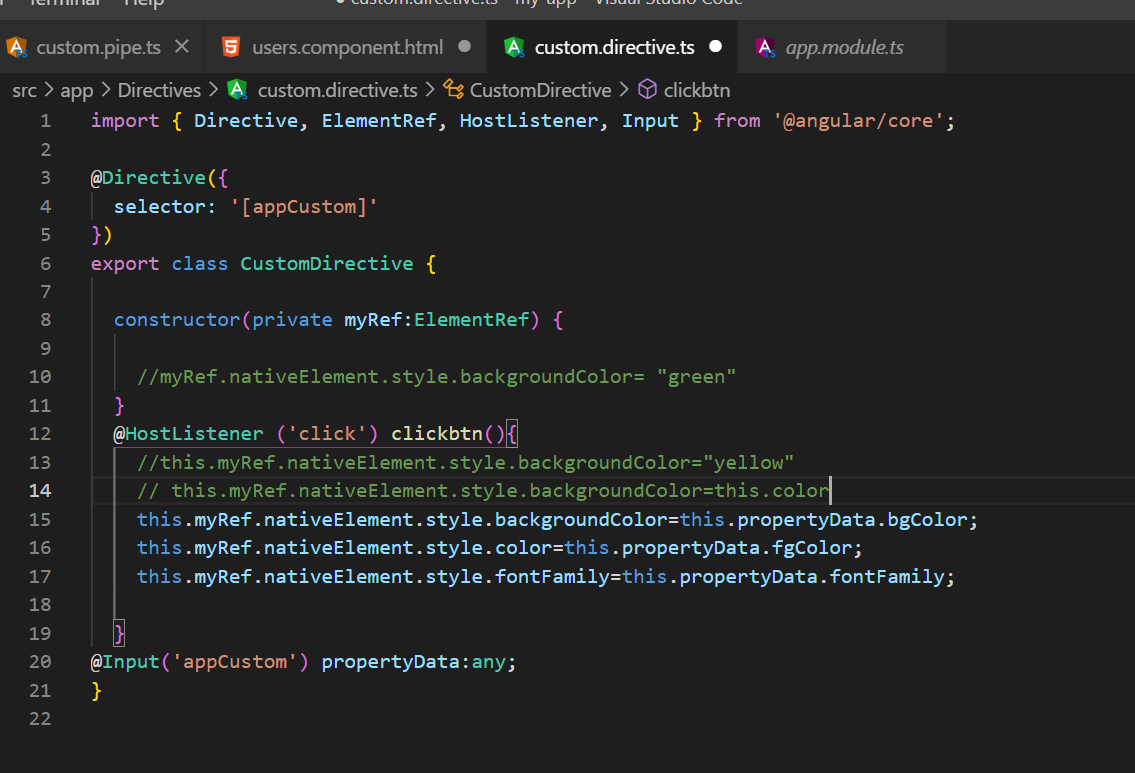 Terminal Help custom.directive.ts - my-app - Visual Studio Code
custom.pipe.ts users.component.html custom.directive.ts app.module.ts
src > app > Directives > custom.directive.ts > CustomDirective > clickbtn
1 import { Directive, ElementRef, HostListener, Input } from '@angular/core';
2
3 @Directive({
4 selector: '[appCustom]'
5 })
6 export class CustomDirective {
7
8 constructor(private myRef:ElementRef) {
9
10 //myRef.nativeElement.style.backgroundColor= "green"
11 }
12 @HostListener ('click') clickbtn(){
13 //this.myRef.nativeElement.style.backgroundColor="yellow"
14 // this.myRef.nativeElement.style.backgroundColor=this.color
15 this.myRef.nativeElement.style.backgroundColor=this.propertyData.bgColor;
16 this.myRef.nativeElement.style.color=this.propertyData.fgColor;
17 this.myRef.nativeElement.style.fontFamily=this.propertyData.fontFamily;
18
19 }
20 @Input('appCustom') propertyData:any;
21 }
22